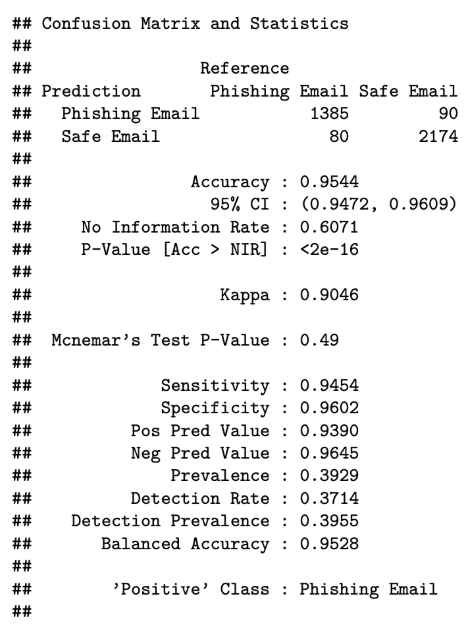 ## Confusion Matrix and Statistics
##
##                 Reference
## Prediction       Phishing Email Safe Email
##   Phishing Email           1385         90
##   Safe Email                 80       2174
##
##                Accuracy : 0.9544
##                  95% CI : (0.9472, 0.9609)
##     No Information Rate : 0.6071
##     P-Value [Acc > NIR] : <2e-16
##
##                   Kappa : 0.9046
##
##  Mcnemar's Test P-Value : 0.49
##
##             Sensitivity : 0.9454
##             Specificity : 0.9602
##          Pos Pred Value : 0.9390
##          Neg Pred Value : 0.9645
##              Prevalence : 0.3929
##          Detection Rate : 0.3714
##    Detection Prevalence : 0.3955
##       Balanced Accuracy : 0.9528
##
##        'Positive' Class : Phishing Email
##